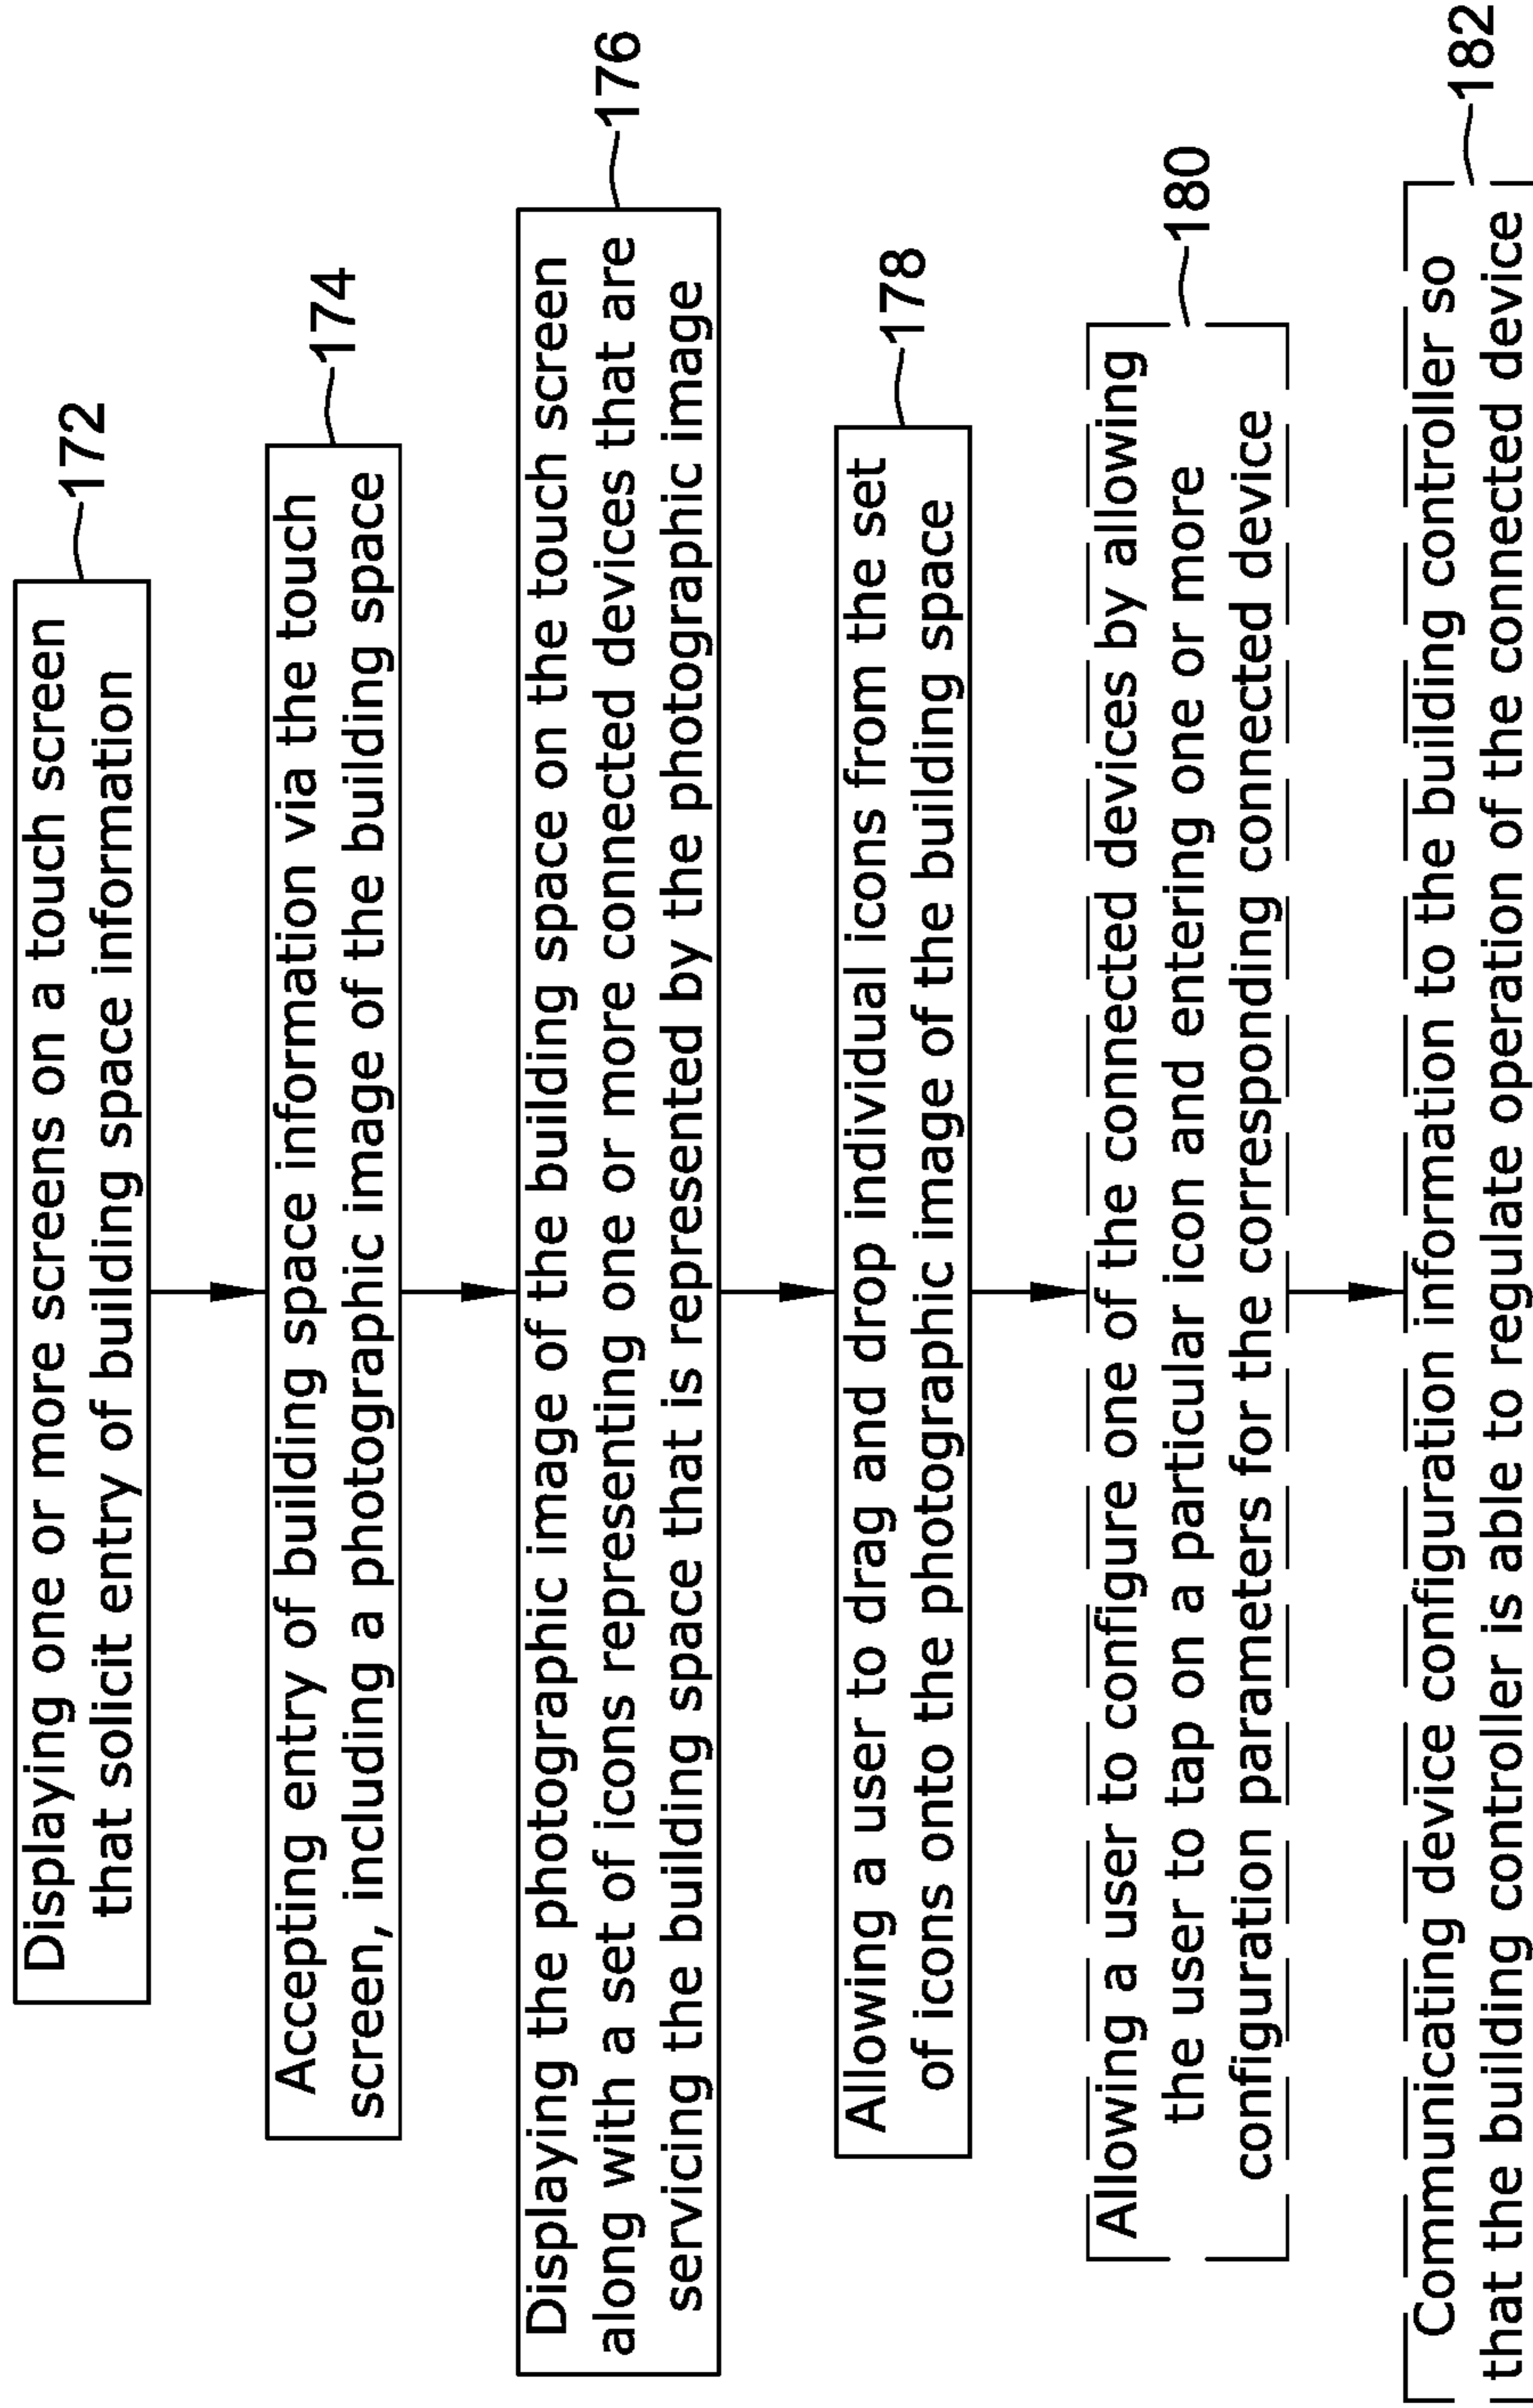 Displaying one or more screens on a touch screen
that solicit entry of building space information
172
Accepting entry of building space information via the touch
screen, including a photographic image of the building space
174
Displaying the photographic image of the building space on the touch screen
along with a set of icons representing one or more connected devices that are
servicing the building space that is represented by the photographic image
176
Allowing a user to drag and drop individual icons from the set
of icons onto the photographic image of the building space
178
Allowing a user to configure one of the connected devices by allowing
the user to tap on a particular icon and entering one or more
configuration parameters for the corresponding connected device
180
Communicating device configuration information to the building controller so
that the building controller is able to regulate operation of the connected device
182